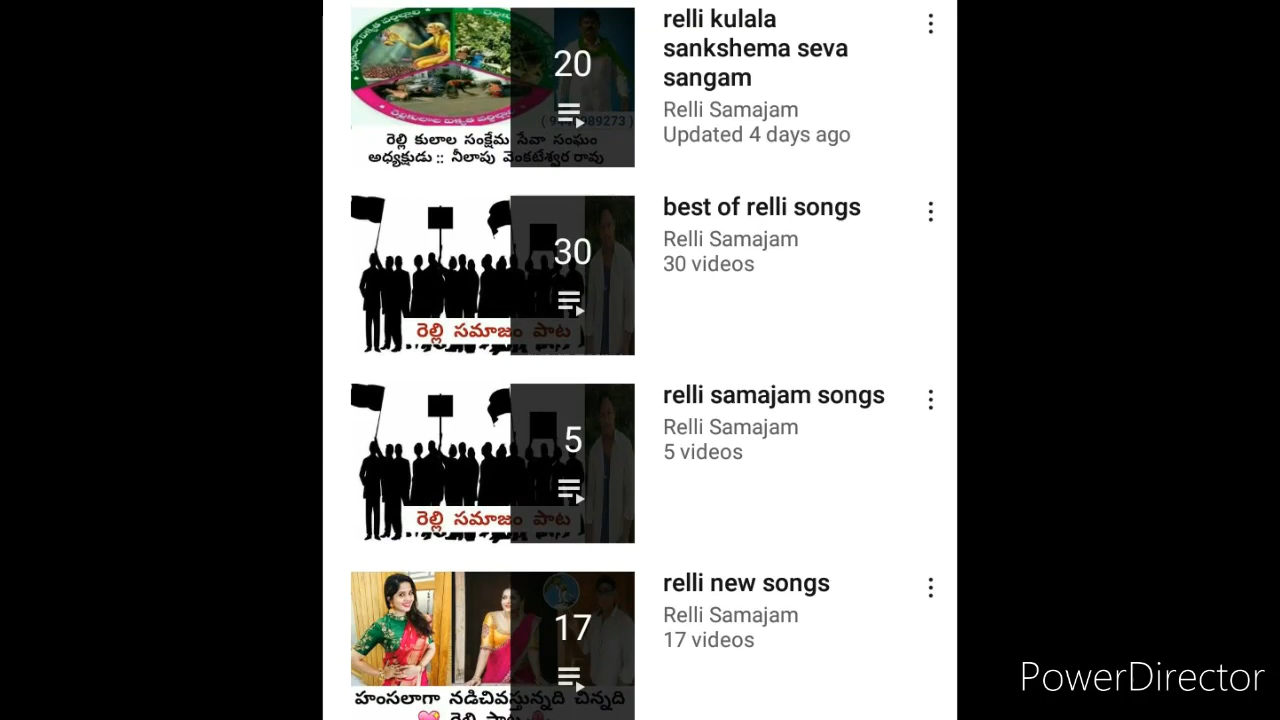 relli kulala
sankshema seva
sangam
Relli Samajam
Updated 4 days ago
20
రెల్లి కులాల సంక్షేమ సేవా సంఘం
అధ్యక్షుడు :: నీలాపు వెంకటేశ్వర రావు
best of relli songs
Relli Samajam
30 videos
30
రెల్లి సమాజం పాట
relli samajam songs
Relli Samajam
5 videos
5
రెల్లి సమాజం పాట
relli new songs
Relli Samajam
17 videos
17
హంసలాగా నడిచివస్తున్నది చిన్నది
రెల్లి పాట
PowerDirector